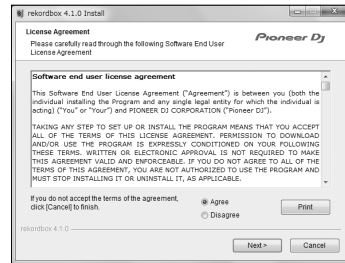 rekordbox 4.1.0 Install
License Agreement
Please carefully read through the following Software End User
License Agreement
Pioneer Dj
Software end user license agreement
This Software End User License Agreement ("Agreement") is between you (both the
individual installing the Program and any single legal entity for which the individual is
acting) ("You" or "Your") and PIONEER DJ CORPORATION ("Pioneer DJ").
TAKING ANY STEP TO SET UP OR INSTALL THE PROGRAM MEANS THAT YOU ACCEPT
ALL OF THE TERMS OF THIS LICENSE AGREEMENT. PERMISSION TO DOWNLOAD
AND/OR USE THE PROGRAM IS EXPRESSLY CONDITIONED ON YOUR FOLLOWING
THESE TERMS. WRITTEN OR ELECTRONIC APPROVAL IS NOT REQUIRED TO MAKE
THIS AGREEMENT VALID AND ENFORCEABLE. IF YOU DO NOT AGREE TO ALL OF THE
TERMS OF THIS AGREEMENT, YOU ARE NOT AUTHORIZED TO USE THE PROGRAM AND
MUST STOP INSTALLING IT OR UNINSTALL IT, AS APPLICABLE.
If you do not accept the terms of the agreement,
click [Cancel] to finish.
Agree
Disagree
Print
rekordbox 4.1.0
Next >
Cancel